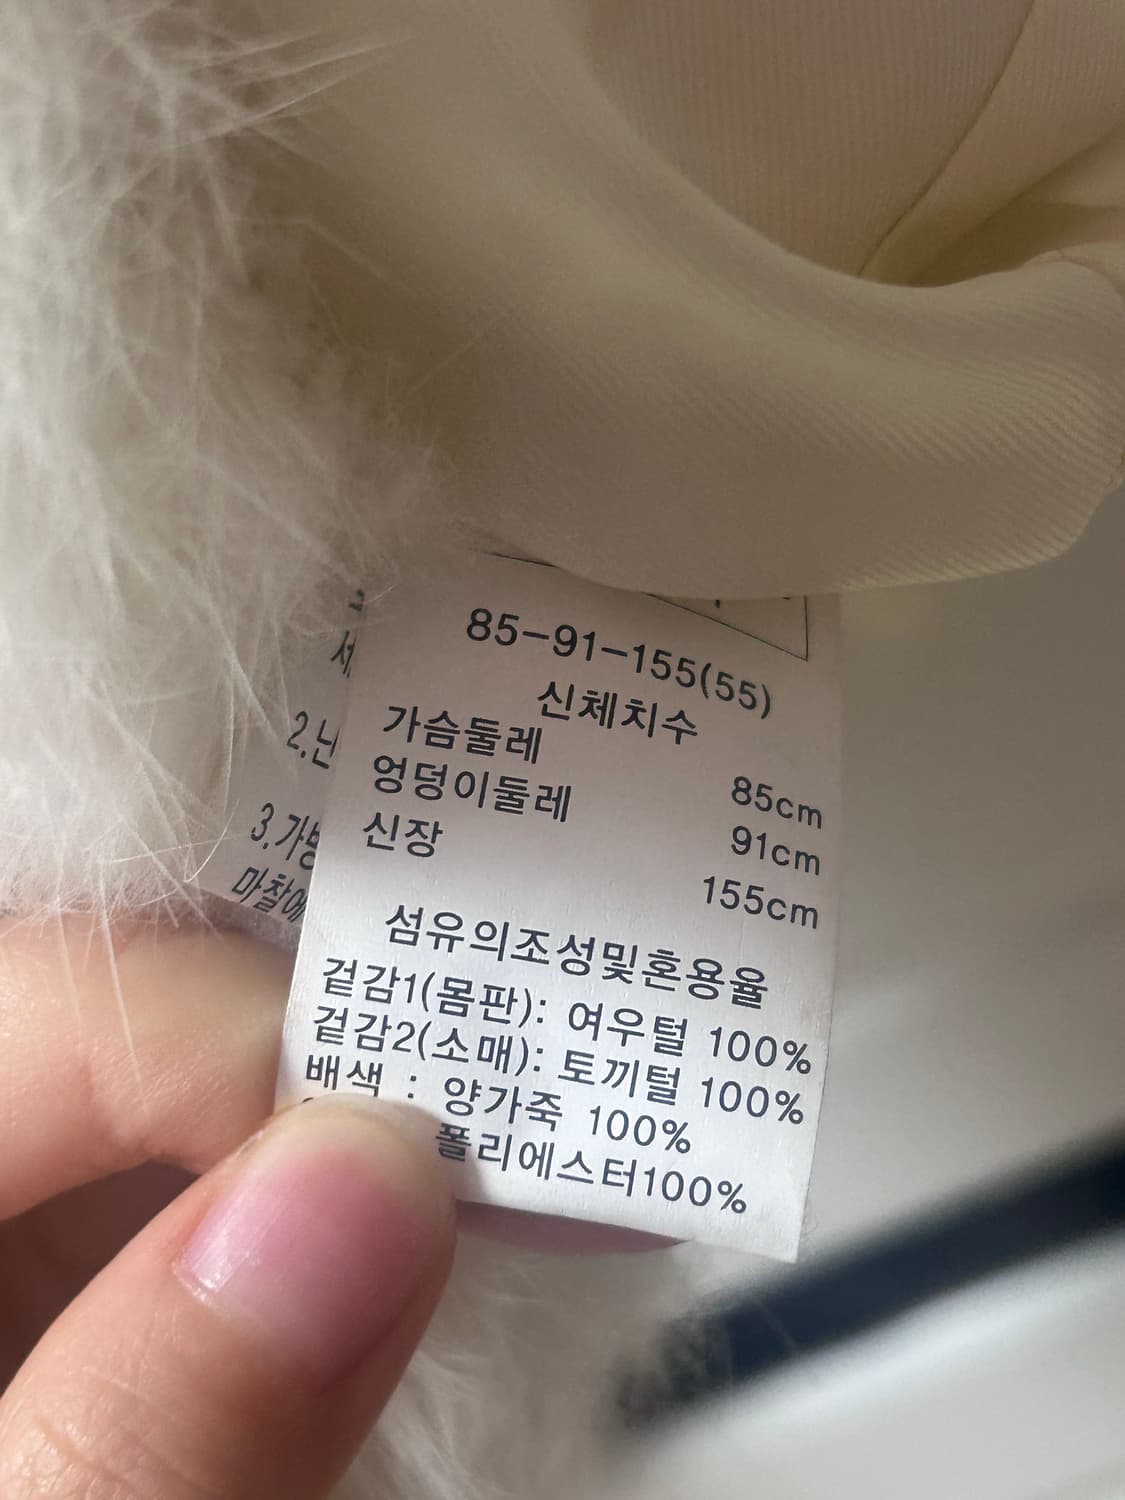 85-91-155(55)
신체치수
가슴둘레 85cm
엉덩이둘레 91cm
신장 155cm
섬유의조성및혼용율
겉감1(몸판): 여우털 100%
겉감2(소매): 토끼털 100%
배색 : 양가죽 100%
폴리에스터100%
2.
3.
마찰에